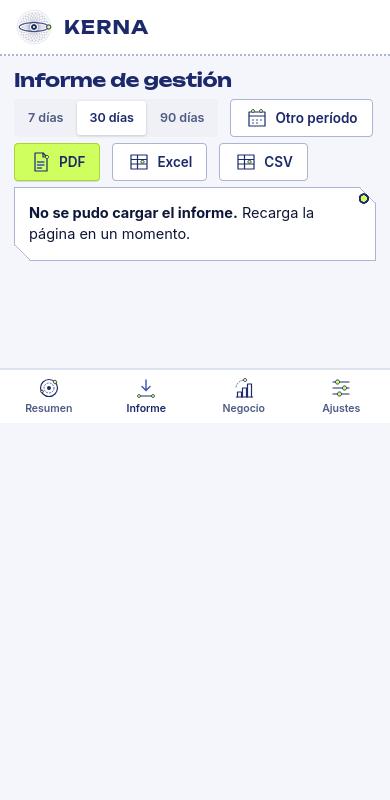 KERNA
Informe de gestión
7 días
30 días
90 días
Otro período
PDF
Excel
CSV
No se pudo cargar el informe. Recarga la
página en un momento.
Resumen
Informe
Negocio
Ajustes